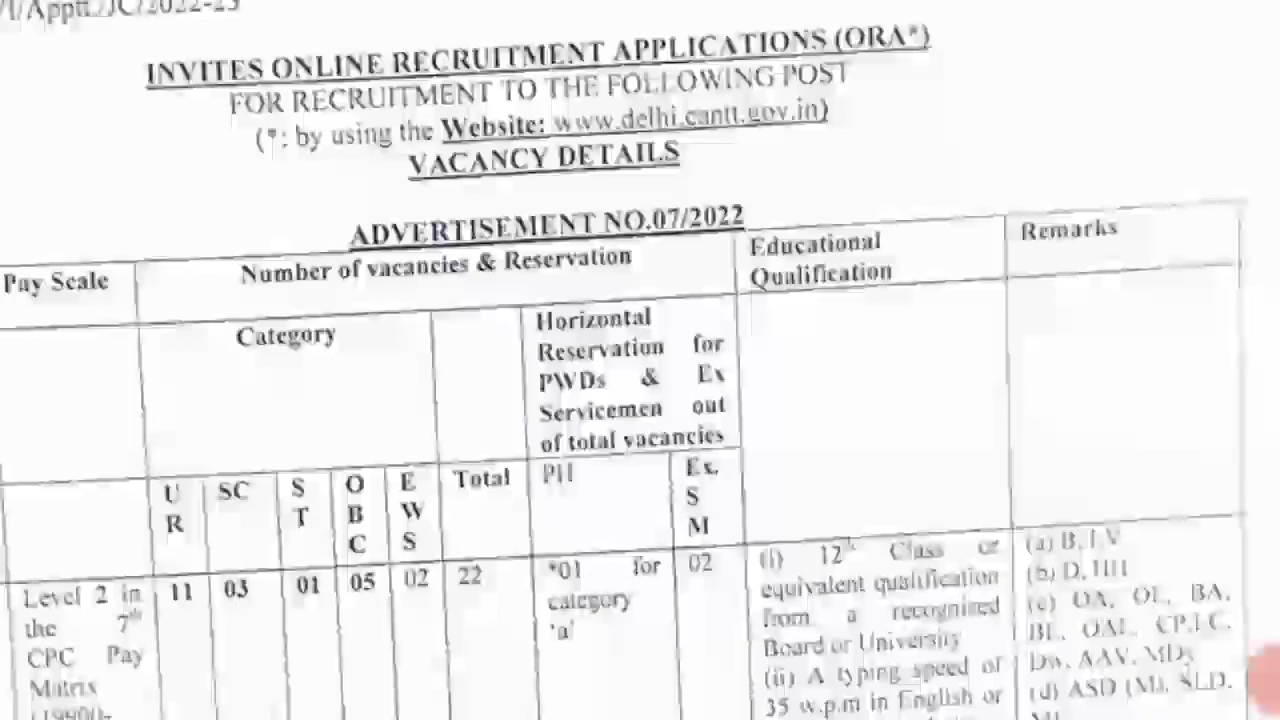 INVITES ONLINE RECRUITMENT APPLICATIONS (ORA*)
FOR RECRUITMENT TO THE FOLLOWING POST
(*: by using the Website: www.delhi.cantt.gov.in)
VACANCY DETAILS
ADVERTISEMENT NO.07/2022
Pay Scale
Number of vacancies & Reservation
Educational
Qualification
Remarks
Category
Horizontal
Reservation for
PWDs & Ex
Servicemen out
of total vacancies
U
R
SC
S
T
O
B
C
E
W
S
Total
PH
Ex.
S
M
Level 2 in
the 7th
CPC Pay
Matrix
(19900-
11
03
01
05
02
22
*01 for
category
'a'
02
(i) 12th Class or
equivalent qualification
from a recognized
Board or University
(ii) A typing speed of
35 w.p.m in English or
(a) B, LV
(b) D, HH
(c) OA, OL, BA,
BL, OAL, CP, LC,
Dw, AAV, MDy
(d) ASD (M), SLD,